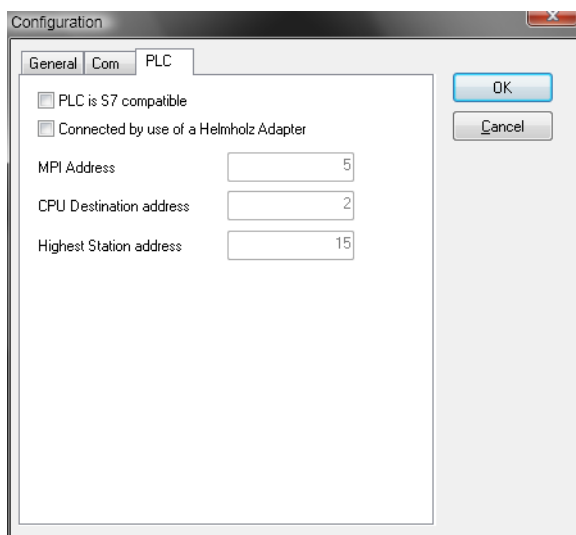 Configuration
General Com PLC
PLC is S7 compatible
Connected by use of a Helmholz Adapter
MPI Address 5
CPU Destination address 2
Highest Station address 15
OK
Cancel